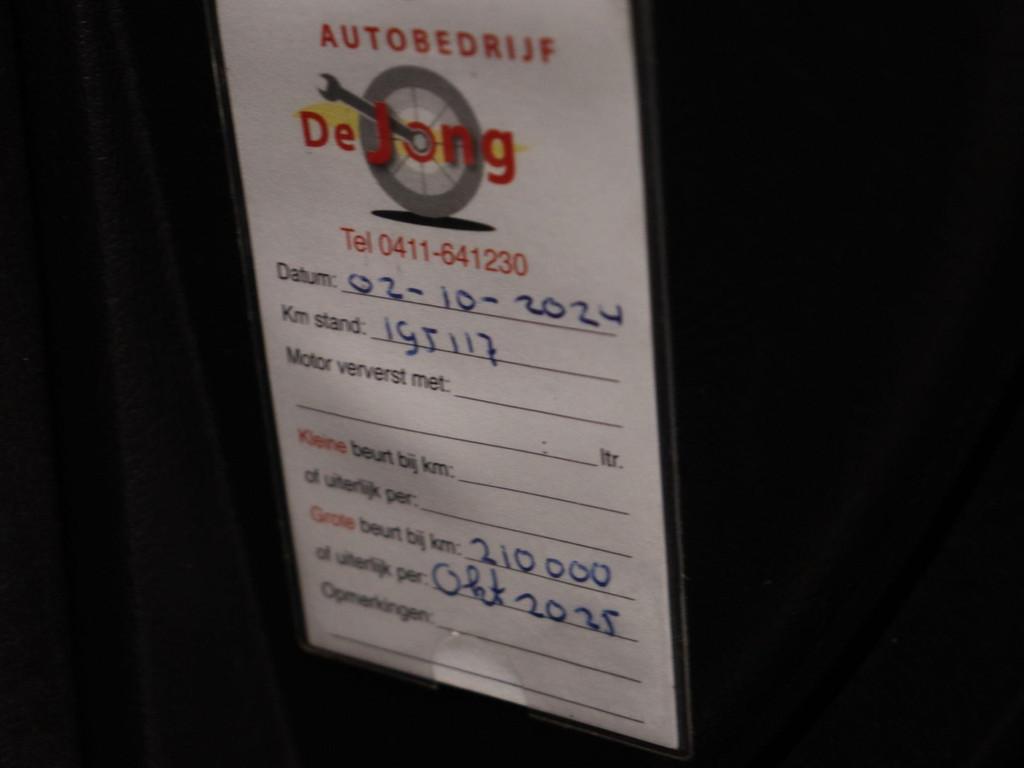 AUTOBEDRIJF
De Jong
Tel 0411-641230
Datum: 02-10-2024
Km stand: 195117
Motor ververst met:
ltr.
Kleine beurt bij km:
of uiterlijk per:
Grote beurt bij km: 210000
of uiterlijk per: Okt 2025
Opmerkingen: